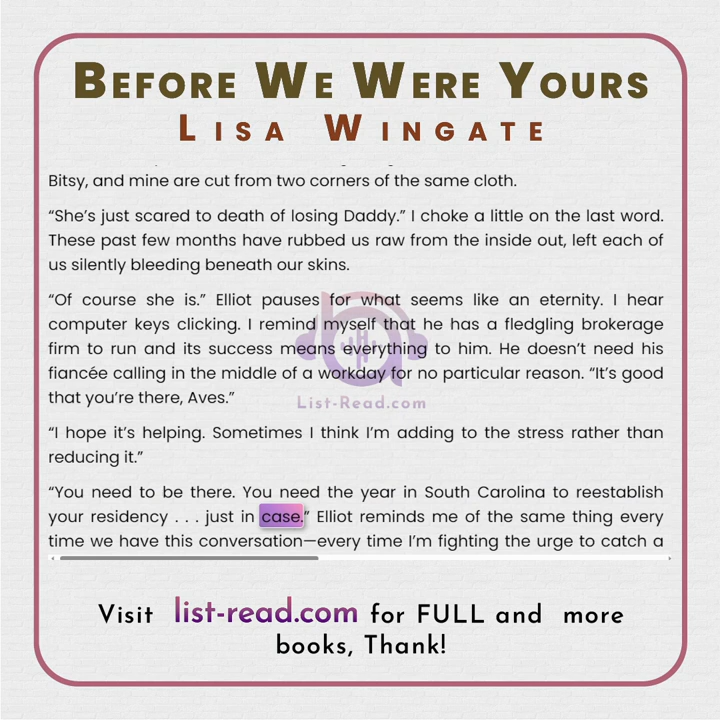 BEFORE WE WERE YOURS
LISA WINGATE
Bitsy, and mine are cut from two corners of the same cloth.
“She’s just scared to death of losing Daddy.” I choke a little on the last word.
These past few months have rubbed us raw from the inside out, left each of
us silently bleeding beneath our skins.
“Of course she is.” Elliot pauses for what seems like an eternity. I hear
computer keys clicking. I remind myself that he has a fledgling brokerage
firm to run and its success means everything to him. He doesn’t need his
fiancée calling in the middle of a workday for no particular reason. “It’s good
that you’re there, Aves.”
List-Read.com
“I hope it’s helping. Sometimes I think I’m adding to the stress rather than
reducing it.”
“You need to be there. You need the year in South Carolina to reestablish
your residency . . . just in case.” Elliot reminds me of the same thing every
time we have this conversation—every time I’m fighting the urge to catch a
Visit list-read.com for FULL and more
books, Thank!